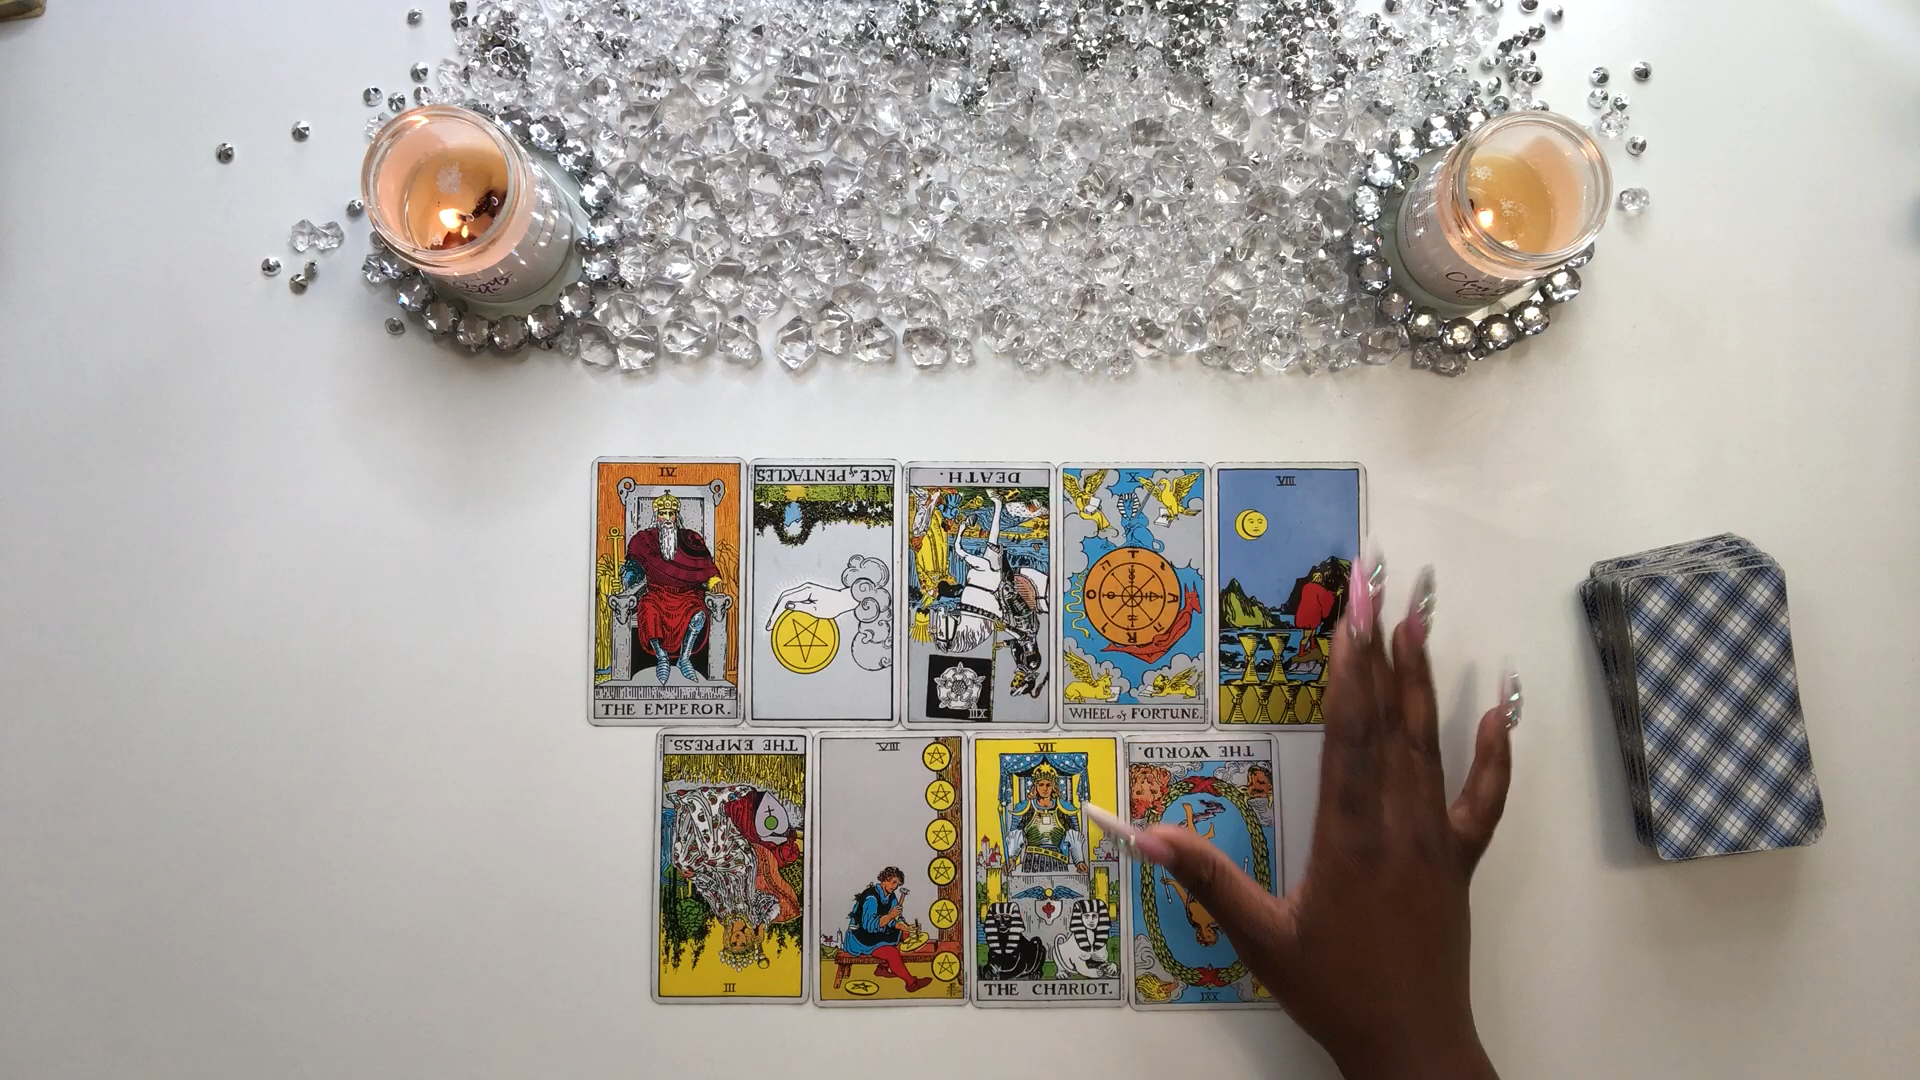 IV
THE EMPEROR.
ACE of PENTACLES
DEATH.
XIII
X
WHEEL of FORTUNE.
VIII
THE EMPRESS.
III
VIII
VII
THE CHARIOT.
THE WORLD.
XXI